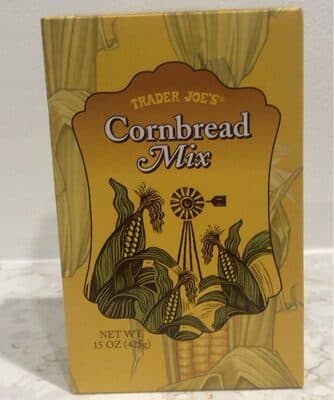 TRADER JOE'S®
Cornbread
Mix
NET WT.
15 OZ (425g)